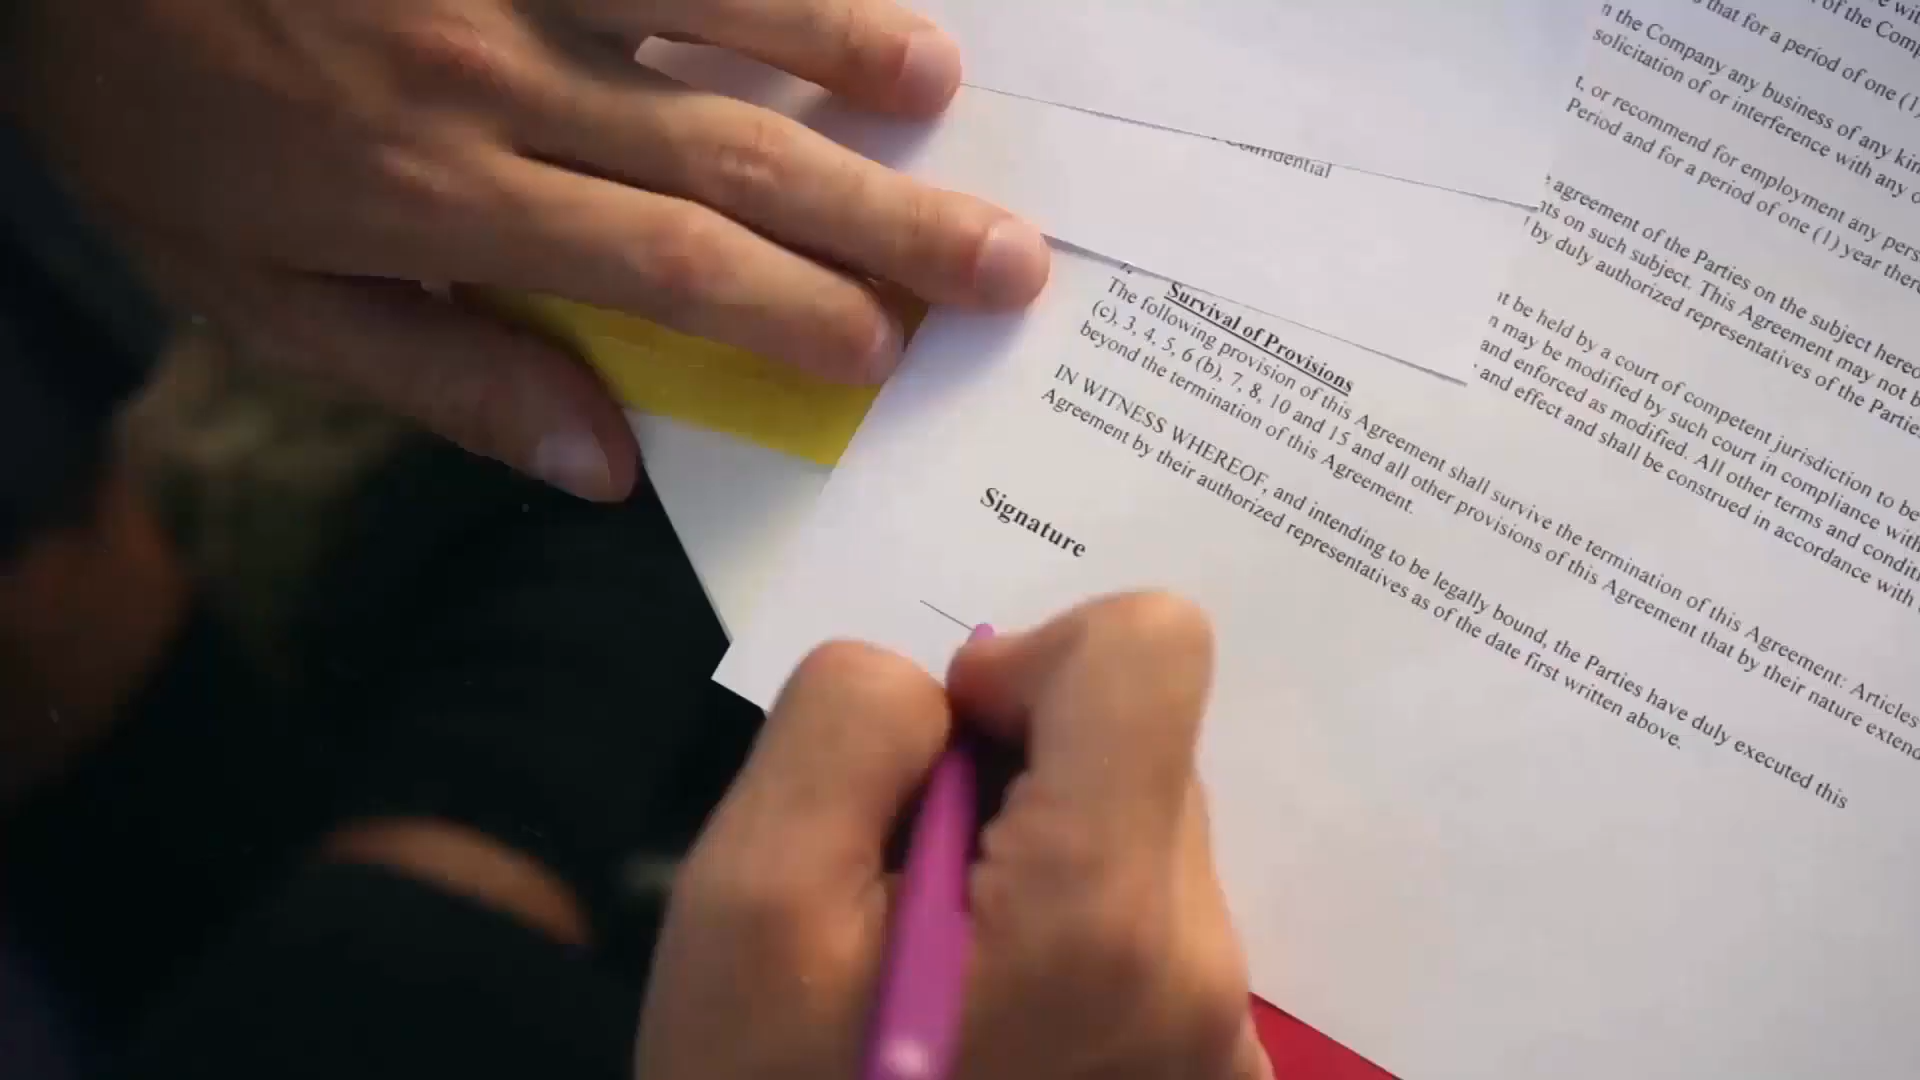 that for a period of one (1)
of the Comp
n the Company any business of any kin
solicitation of or interference with any o
t, or recommend for employment any pers
Period and for a period of one (1) year there
agreement of the Parties on the subject hereo
nts on such subject. This Agreement may not b
by duly authorized representatives of the Partie
nt be held by a court of competent jurisdiction to be
n may be modified by such court in compliance with
and enforced as modified. All other terms and conditi
and effect and shall be construed in accordance with
Confidential
Survival of Provisions
The following provision of this Agreement shall survive the termination of this Agreement: Articles
(c), 3, 4, 5, 6 (b), 7, 8, 10 and 15 and all other provisions of this Agreement that by their nature extend
beyond the termination of this Agreement.
IN WITNESS WHEREOF, and intending to be legally bound, the Parties have duly executed this
Agreement by their authorized representatives as of the date first written above.
Signature